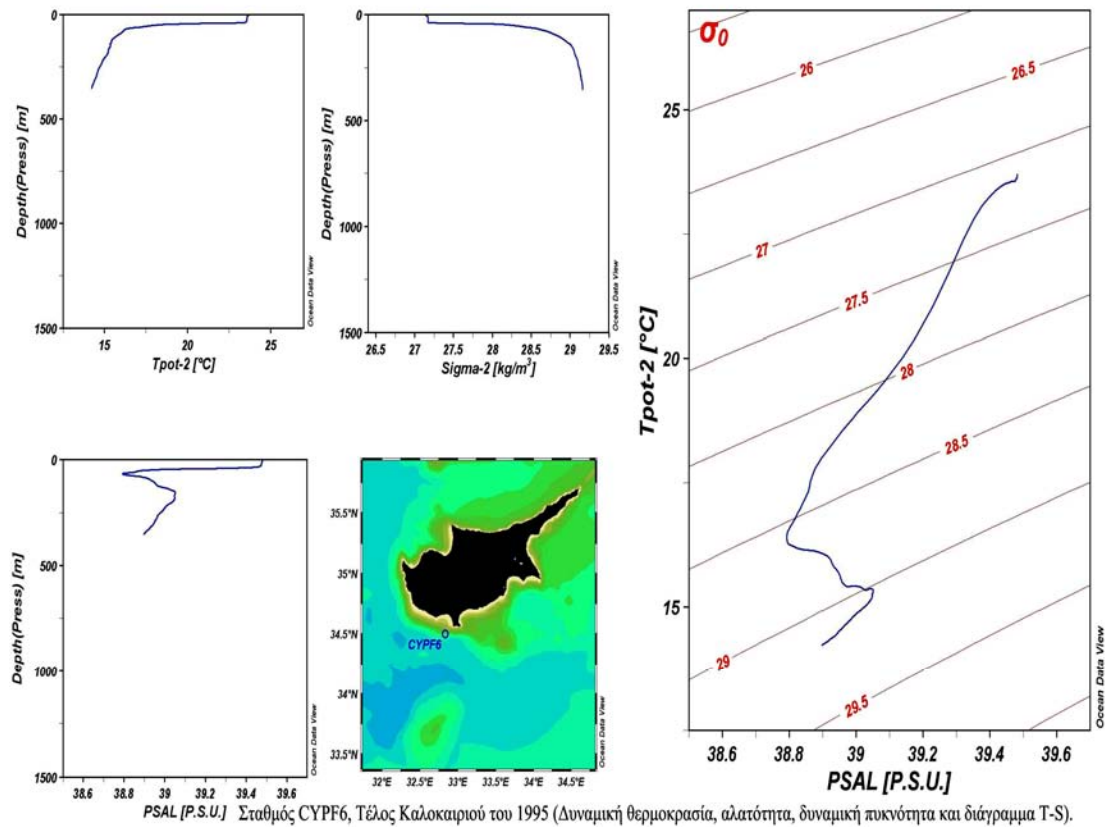 0
500
1000
1500
Depth(Press) [m]
15
20
25
Tpot-2 [°C]
Ocean Data View
0
500
1000
1500
Depth(Press) [m]
26.5
27
27.5
28
28.5
29
29.5
Sigma-2 [kg/m³]
Ocean Data View
σ₀
26
26.5
27
27.5
28
28.5
29
29.5
25
20
15
Tpot-2 [°C]
38.6
38.8
39
39.2
39.4
39.6
PSAL [P.S.U.]
Ocean Data View
0
500
1000
1500
Depth(Press) [m]
38.6
38.8
39
39.2
39.4
39.6
PSAL [P.S.U.]
Ocean Data View
35.5°N
35°N
34.5°N
34°N
33.5°N
CYPF6
32°E
32.5°E
33°E
33.5°E
34°E
34.5°E
Ocean Data View
Σταθμός CYPF6, Τέλος Καλοκαιριού του 1995 (Δυναμική θερμοκρασία, αλατότητα, δυναμική πυκνότητα και διάγραμμα T-S).